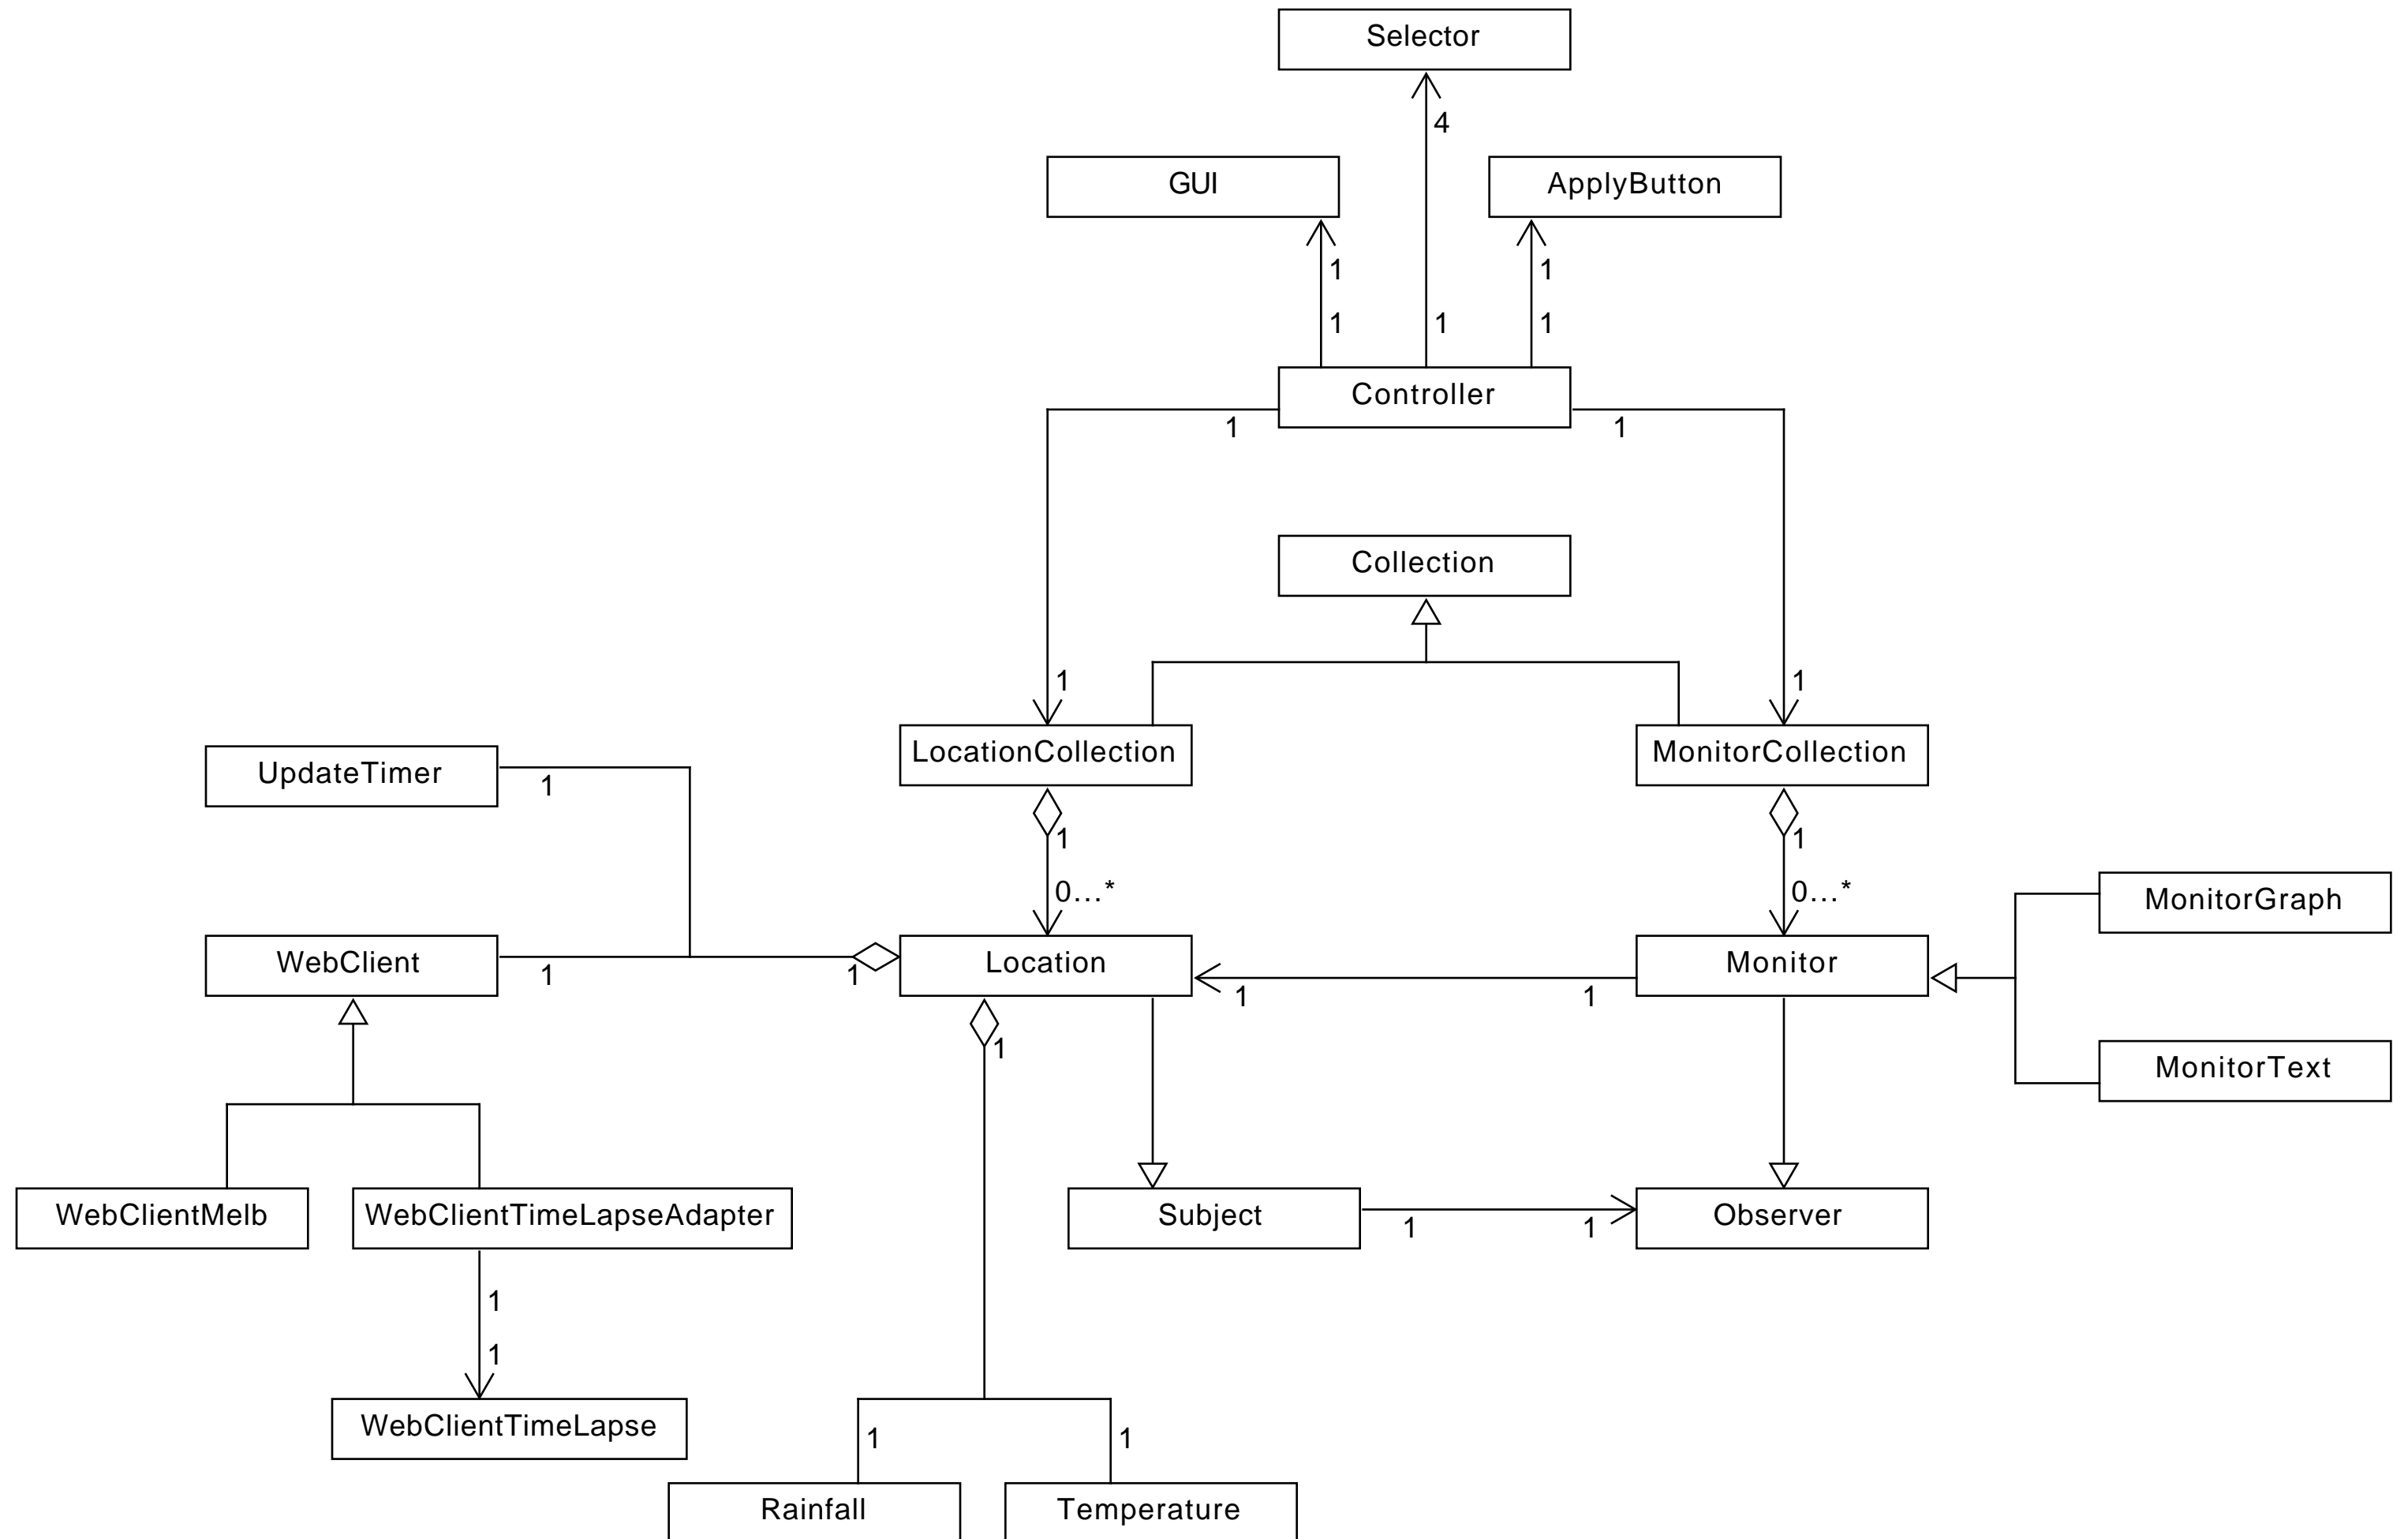 Selector
4
GUI
ApplyButton
1
1
1
1
1
Controller
1
1
Collection
1
1
LocationCollection
MonitorCollection
UpdateTimer
1
1
1
0...*
0...*
MonitorGraph
WebClient
Location
Monitor
1
1
1
1
1
MonitorText
WebClientMelb
WebClientTimeLapseAdapter
Subject
Observer
1
1
1
1
WebClientTimeLapse
1
1
Rainfall
Temperature